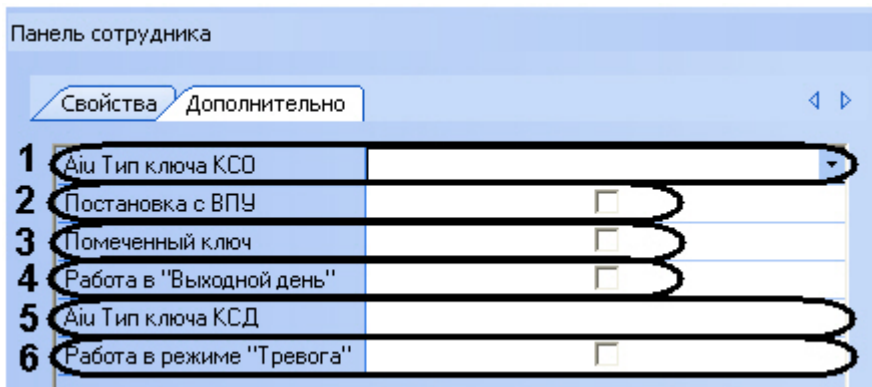 Панель сотрудника
Свойства Дополнительно
1 Aiu Тип ключа КСО
2 Постановка с ВПУ
3 Помеченный ключ
4 Работа в "Выходной день"
5 Aiu Тип ключа КСД
6 Работа в режиме "Тревога"